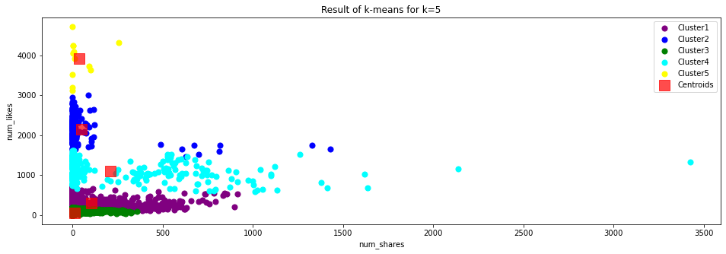 Result of k-means for k=5
num_likes
4000
3000
2000
1000
0
0
500
1000
1500
2000
2500
3000
3500
num_shares
Cluster1
Cluster2
Cluster3
Cluster4
Cluster5
Centroids